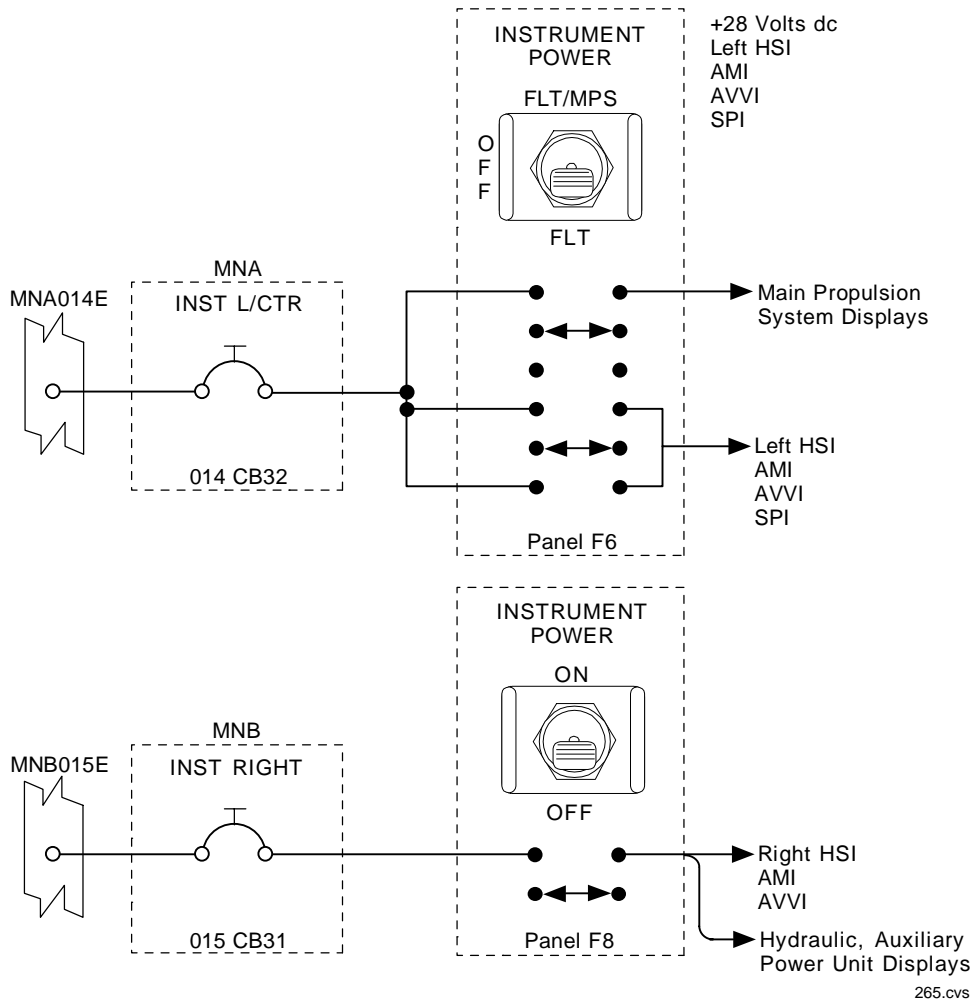 INSTRUMENT
POWER
+28 Volts dc
Left HSI
AMI
AVVI
SPI
FLT/MPS
O
F
F
FLT
MNA
MNA014E
INST L/CTR
Main Propulsion
System Displays
Left HSI
AMI
AVVI
SPI
014 CB32
Panel F6
INSTRUMENT
POWER
ON
MNB
MNB015E
INST RIGHT
OFF
Right HSI
AMI
AVVI
015 CB31
Panel F8
Hydraulic, Auxiliary
Power Unit Displays
265.cvs